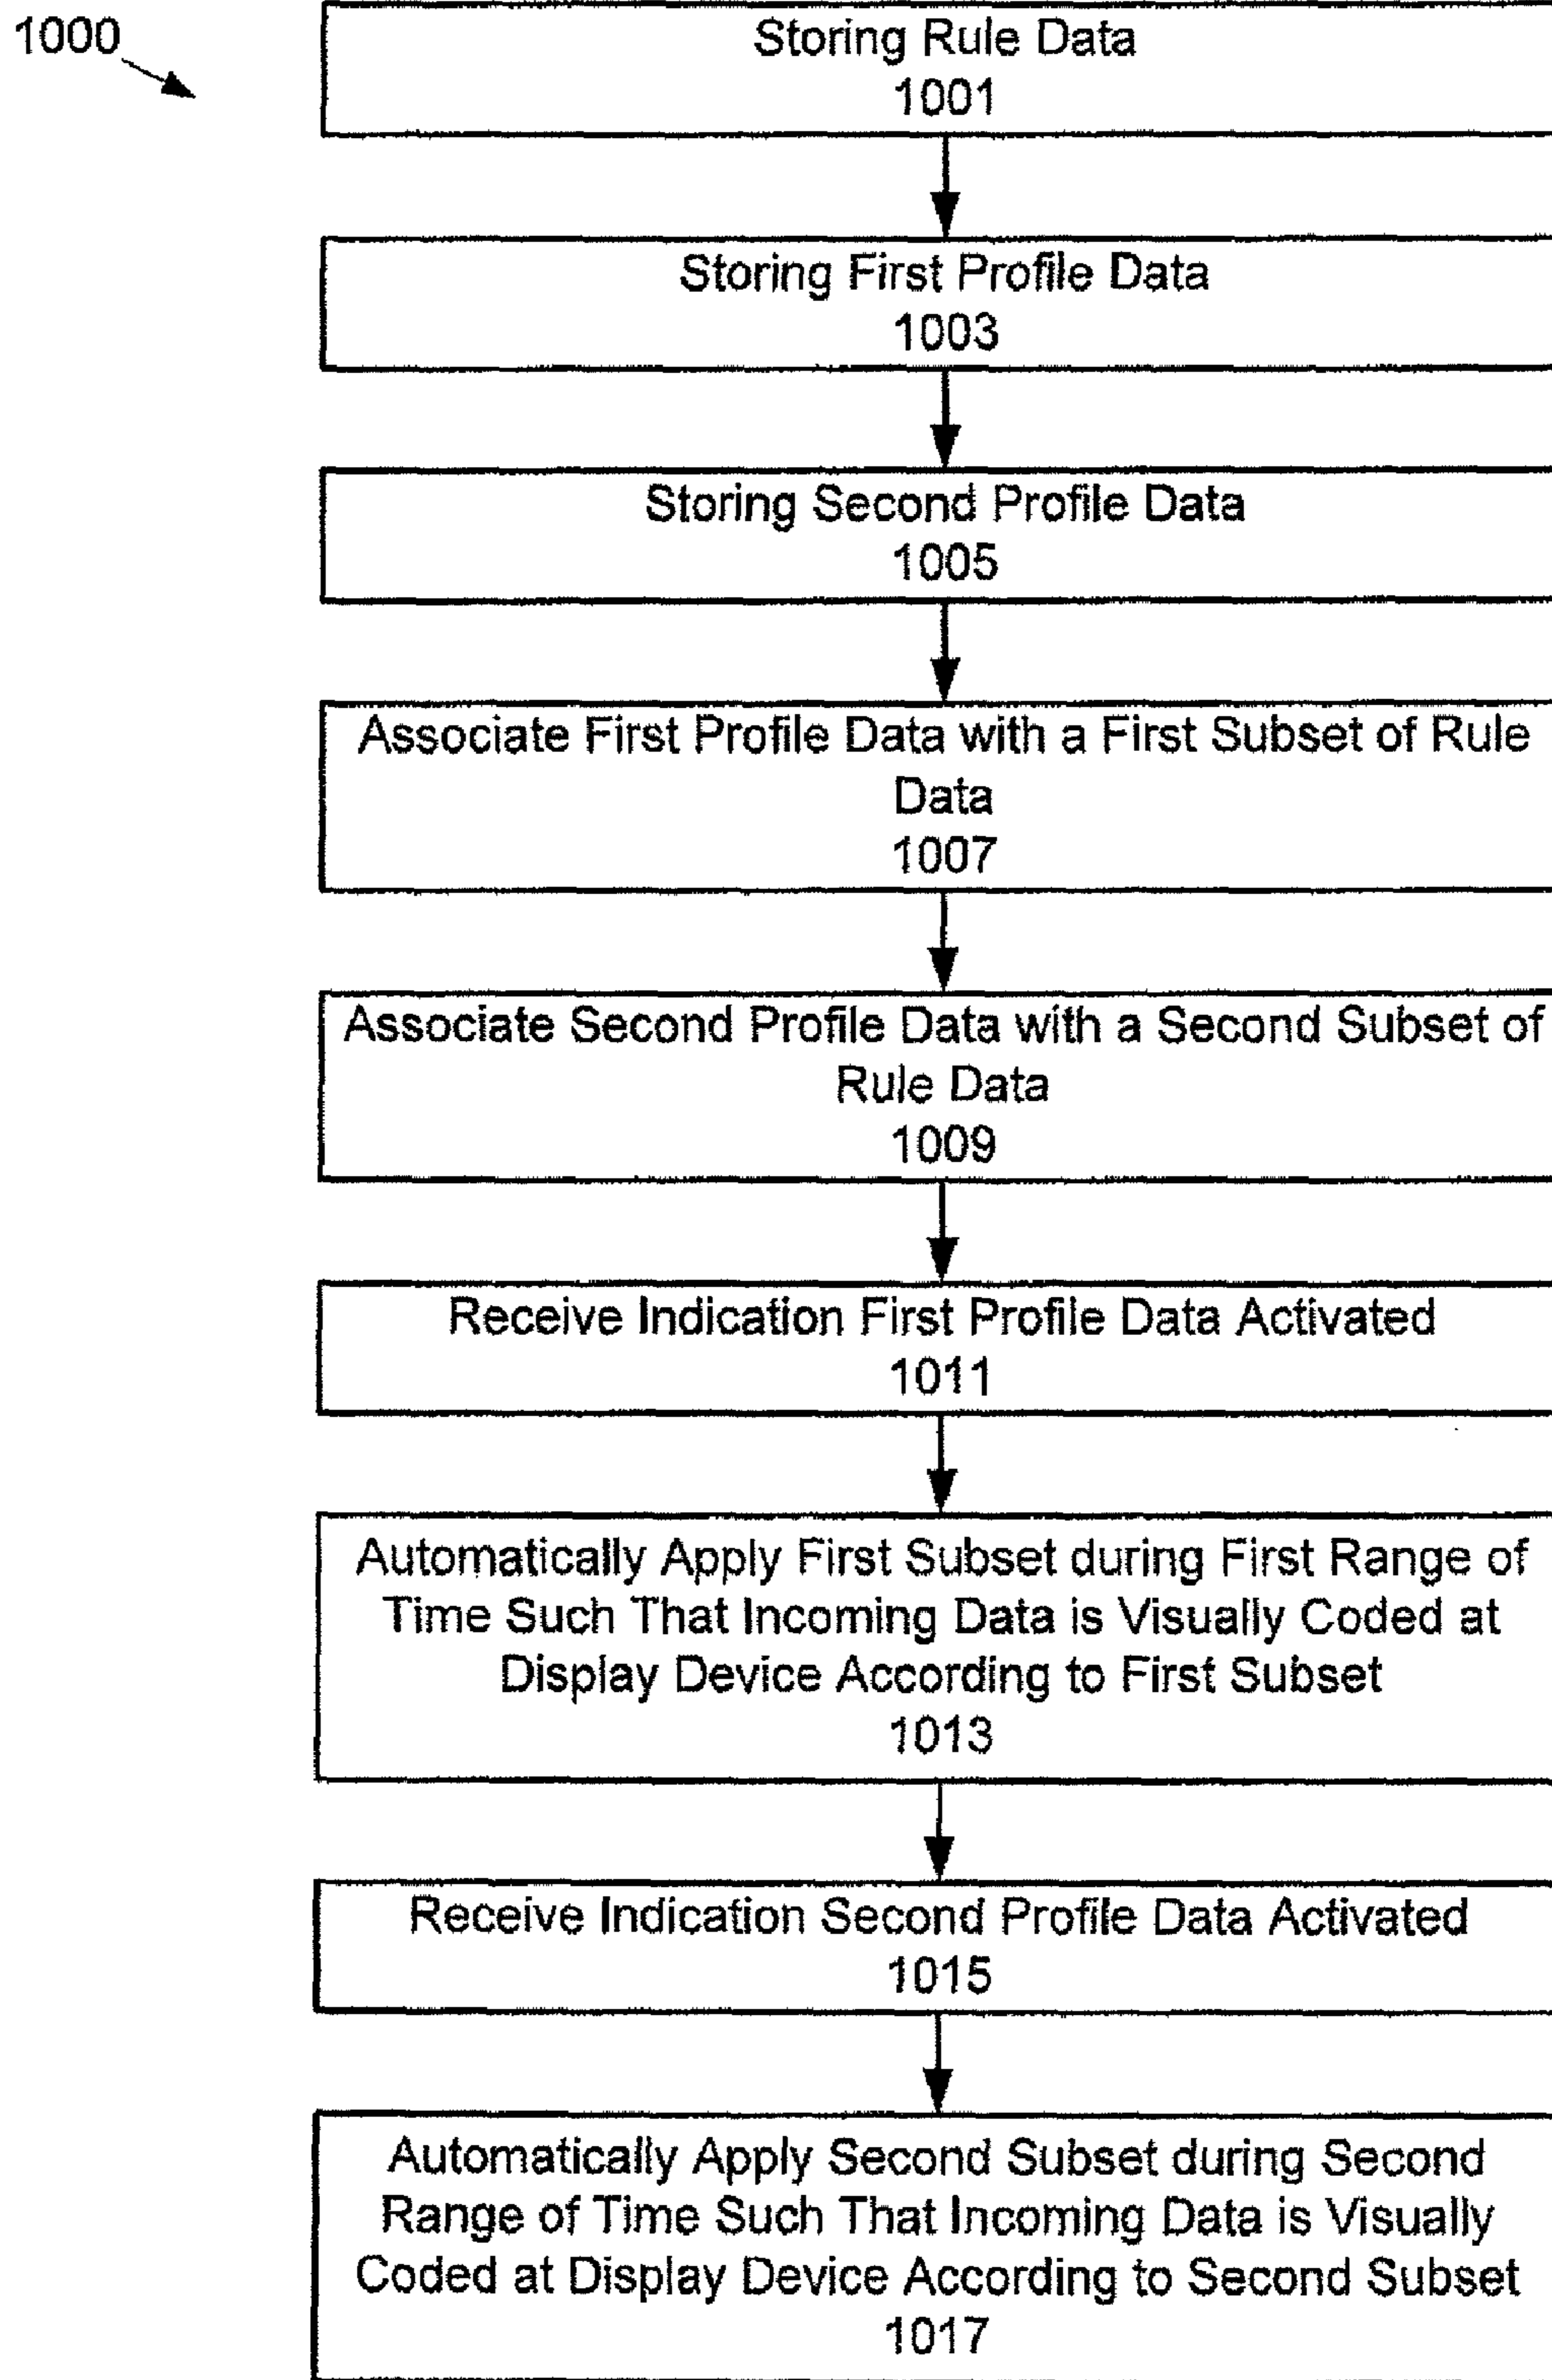 1000
Storing Rule Data
1001
Storing First Profile Data
1003
Storing Second Profile Data
1005
Associate First Profile Data with a First Subset of Rule
Data
1007
Associate Second Profile Data with a Second Subset of
Rule Data
1009
Receive Indication First Profile Data Activated
1011
Automatically Apply First Subset during First Range of
Time Such That Incoming Data is Visually Coded at
Display Device According to First Subset
1013
Receive Indication Second Profile Data Activated
1015
Automatically Apply Second Subset during Second
Range of Time Such That Incoming Data is Visually
Coded at Display Device According to Second Subset
1017